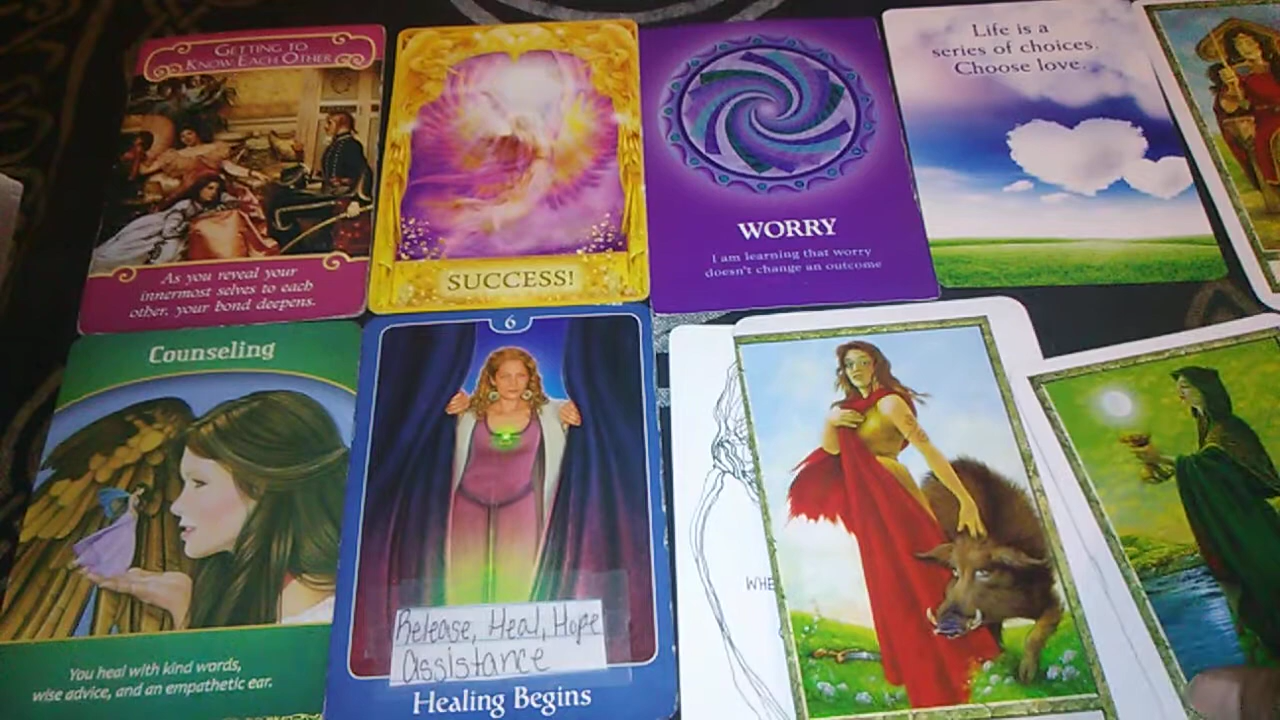 GETTING TO
KNOW EACH OTHER
As you reveal your
innermost selves to each
other, your bond deepens.
SUCCESS!
WORRY
I am learning that worry
doesn't change an outcome
Life is a
series of choices.
Choose love.
Counseling
You heal with kind words,
wise advice, and an empathetic ear.
6
Release, Heal, Hope
Assistance
Healing Begins
WHE